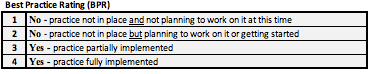 Best Practice Rating (BPR)
1 No - practice not in place and not planning to work on it at this time
2 No - practice not in place but planning to work on it or getting started
3 Yes - practice partially implemented
4 Yes - practice fully implemented